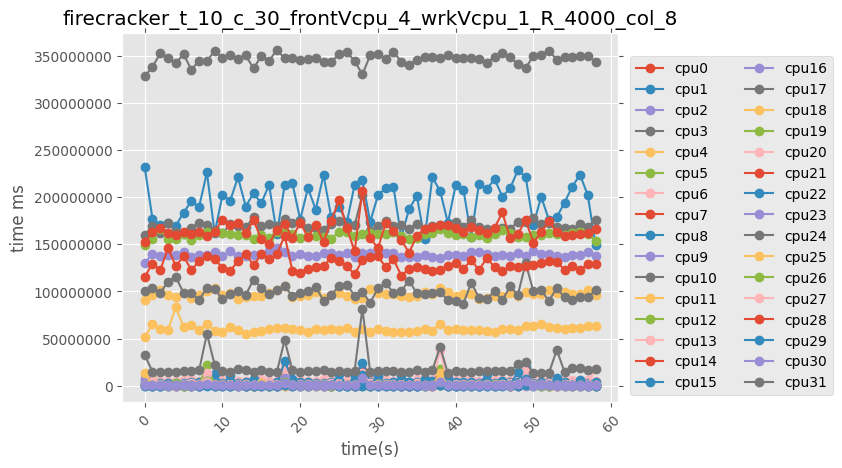 firecracker_t_10_c_30_frontVcpu_4_wrkVcpu_1_R_4000_col_8
350000000
300000000
250000000
200000000
150000000
100000000
50000000
0
time ms
0
10
20
30
40
50
60
time(s)
cpu0
cpu1
cpu2
cpu3
cpu4
cpu5
cpu6
cpu7
cpu8
cpu9
cpu10
cpu11
cpu12
cpu13
cpu14
cpu15
cpu16
cpu17
cpu18
cpu19
cpu20
cpu21
cpu22
cpu23
cpu24
cpu25
cpu26
cpu27
cpu28
cpu29
cpu30
cpu31